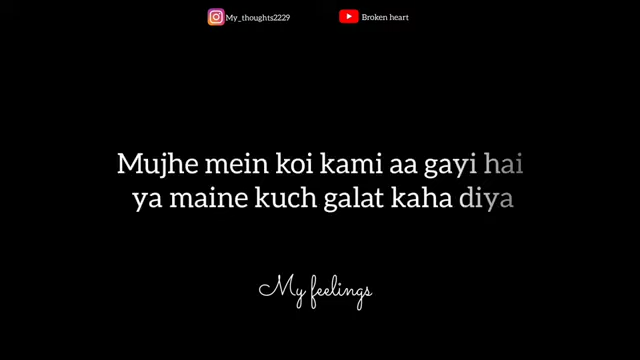 My_thoughts2229 Broken heart
Mujhe mein koi kami aa gayi hai
ya maine kuch galat kaha diya
My feelings